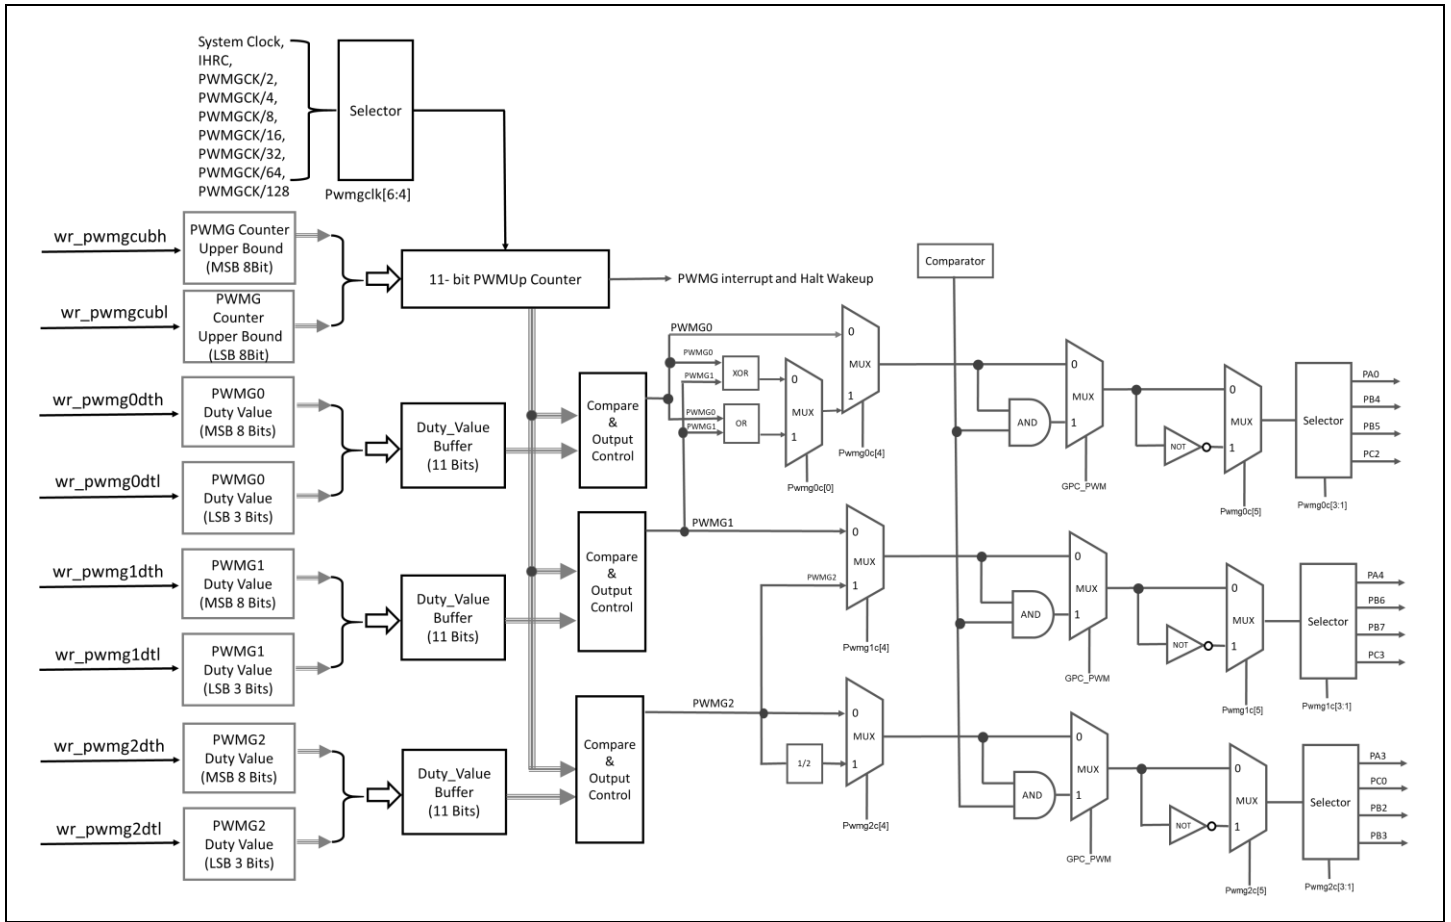 System Clock,
IHRC,
PWMGCK/2,
PWMGCK/4,
PWMGCK/8,
PWMGCK/16,
PWMGCK/32,
PWMGCK/64,
PWMGCK/128
Selector
Pwmgclk[6:4]
wr_pwmgcubh
PWMG Counter
Upper Bound
(MSB 8Bit)
wr_pwmgcubl
PWMG
Counter
Upper Bound
(LSB 8Bit)
11- bit PWMUp Counter
PWMG interrupt and Halt Wakeup
Comparator
wr_pwmg0dth
PWMG0
Duty Value
(MSB 8 Bits)
wr_pwmg0dtl
PWMG0
Duty Value
(LSB 3 Bits)
Duty_Value
Buffer
(11 Bits)
Compare
&
Output
Control
PWMG0
PWMG0
PWMG1
XOR
PWMG0
PWMG1
OR
0
MUX
1
Pwmg0c[0]
0
MUX
1
Pwmg0c[4]
AND
0
MUX
1
GPC_PWM
NOT
0
MUX
1
Pwmg0c[5]
Selector
Pwmg0c[3:1]
PA0
PB4
PB5
PC2
wr_pwmg1dth
PWMG1
Duty Value
(MSB 8 Bits)
wr_pwmg1dtl
PWMG1
Duty Value
(LSB 3 Bits)
Duty_Value
Buffer
(11 Bits)
Compare
&
Output
Control
PWMG1
PWMG2
0
MUX
1
Pwmg1c[4]
AND
0
MUX
1
GPC_PWM
NOT
0
MUX
1
Pwmg1c[5]
Selector
Pwmg1c[3:1]
PA4
PB6
PB7
PC3
wr_pwmg2dth
PWMG2
Duty Value
(MSB 8 Bits)
wr_pwmg2dtl
PWMG2
Duty Value
(LSB 3 Bits)
Duty_Value
Buffer
(11 Bits)
Compare
&
Output
Control
PWMG2
1/2
0
MUX
1
Pwmg2c[4]
AND
0
MUX
1
GPC_PWM
NOT
0
MUX
1
Pwmg2c[5]
Selector
Pwmg2c[3:1]
PA3
PC0
PB2
PB3